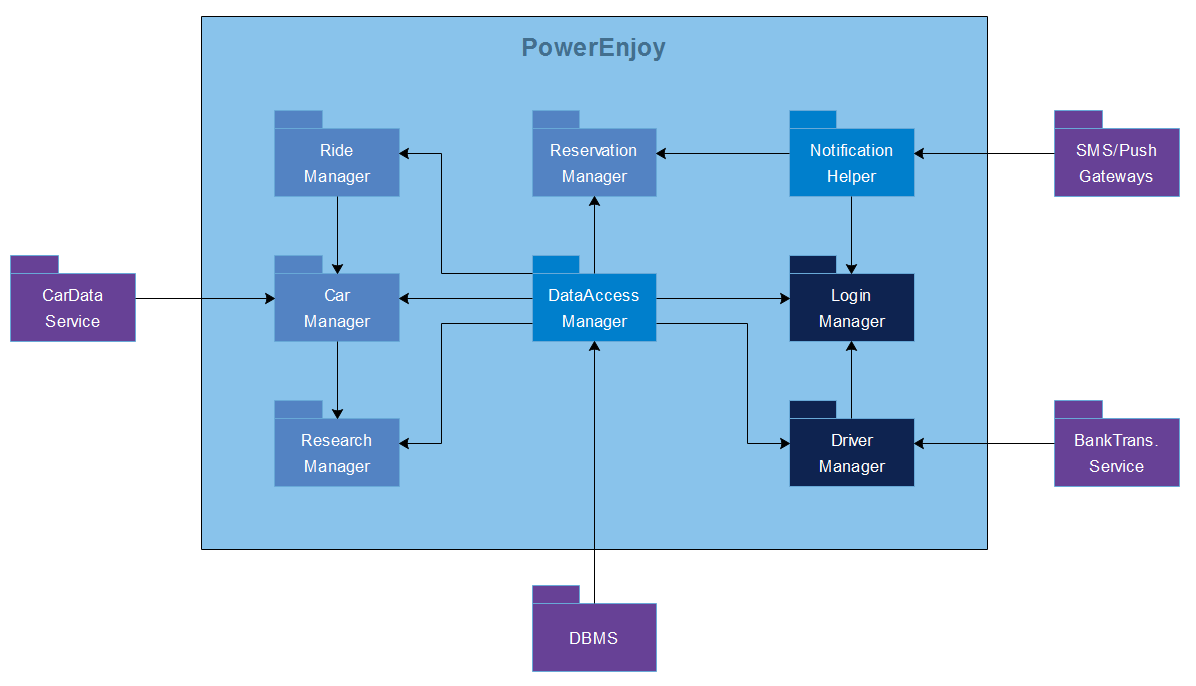 PowerEnjoy
Ride
Manager
Reservation
Manager
Notification
Helper
SMS/Push
Gateways
CarData
Service
Car
Manager
DataAccess
Manager
Login
Manager
Research
Manager
Driver
Manager
BankTrans.
Service
DBMS